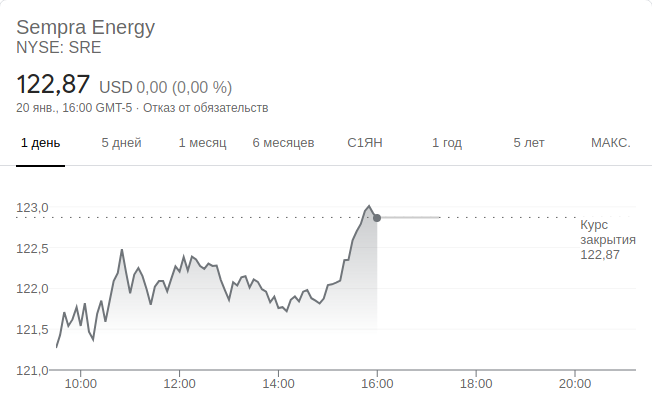 Sempra Energy
NYSE: SRE
122,87 USD 0,00 (0,00 %)
20 янв., 16:00 GMT-5 · Отказ от обязательств
1 день 5 дней 1 месяц 6 месяцев С1ЯН 1 год 5 лет МАКС.
123,0
Курс
закрытия
122,87
122,5
122,0
121,5
121,0
10:00 12:00 14:00 16:00 18:00 20:00